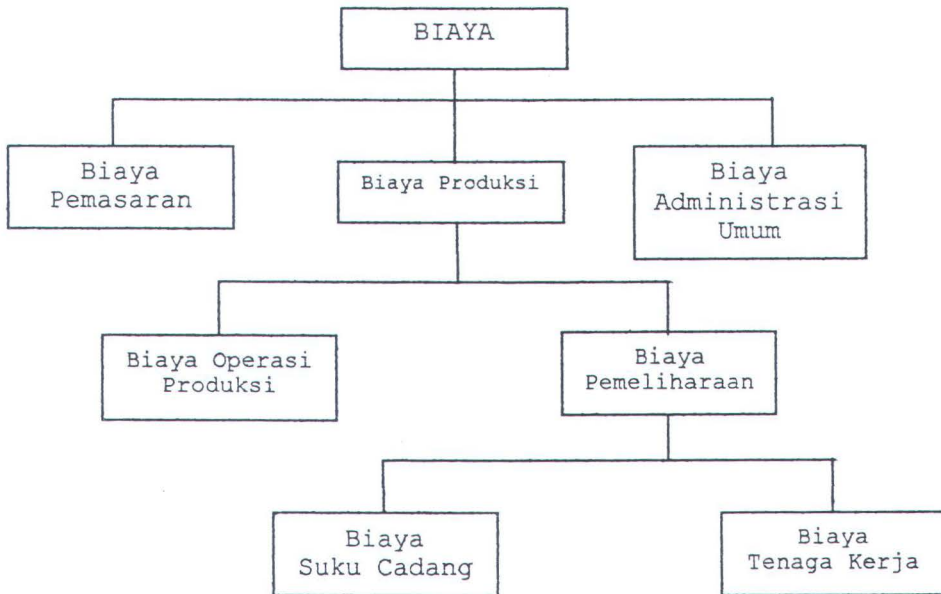 BIAYA
Biaya
Pemasaran
Biaya Produksi
Biaya
Administrasi
Umum
Biaya Operasi
Produksi
Biaya
Pemeliharaan
Biaya
Suku Cadang
Biaya
Tenaga Kerja